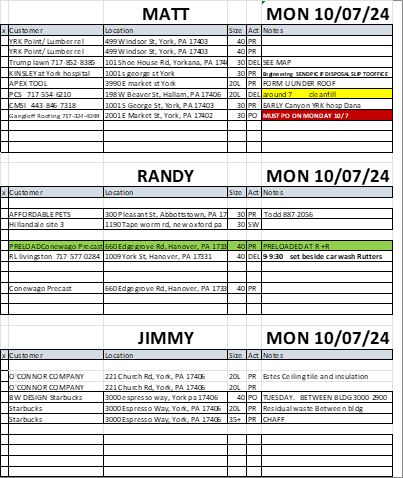 MATT MON 10/07/24
x Customer Location Size Act Notes
YRK Point/ Lumber rel 499 Windsor St, York, PA 17403 40 PR
YRK Point/ Lumber rel 499 Windsor St, York, PA 17403 40 PR
Trump lawn 717-852-8385 101 Shoe House Rd, Yorkana, PA 174 30 DEL SEE MAP
KINSLEY at York hospital 1001 s george st York 30 PR Engineering SEND PIC IF DISPOSAL SLIP TO OFFICE
APEX TOOL 3990 E market st York 20L PR FORM U UNDER ROOF
PCS 717-554-6210 198 W Beaver St, Hallam, PA 17406 20L DEL around 7 clean fill
CMSI 443-846-7318 1001 S George St, York, PA 17403 30 PR EARLY Canyon YRK hosp Dana
Gangloff Roofing 717-324-4099 2001 E Market St, York, PA 17402 30 PO MUST PO ON MONDAY 10/7
RANDY MON 10/07/24
x Customer Location Size Act Notes
AFFORDABLE PETS 300 Pleasant St, Abbottstown, PA 17 30 PR Todd 887-2056
Hillandale site 3 1190 Tape worm rd, new oxford pa 30 SW
PRELOAD Conewago Precast 660 Edgegrove Rd, Hanover, PA 1733 40 PR PRELOADED AT R+R
RL livingston 717-577-0284 1009 York St, Hanover, PA 17331 40 DEL 9-9:30 set beside car wash Rutters
Conewago Precast 660 Edgegrove Rd, Hanover, PA 1733 40 PR
JIMMY MON 10/07/24
x Customer Location Size Act Notes
O'CONNOR COMPANY 221 Church Rd, York, PA 17406 20L PR Estes Ceiling tile and insulation
O'CONNOR COMPANY 221 Church Rd, York, PA 17406 20L PR
BW DESIGN Starbucks 3000 espresso way, York pa 17406 40 PO TUESDAY. BETWEEN BLDG 3000-2900
Starbucks 3000 Espresso Way, York, PA 17406 20L PR Residual waste Between bldg
Starbucks 3000 Espresso Way, York, PA 17406 35+ PR CHAFF